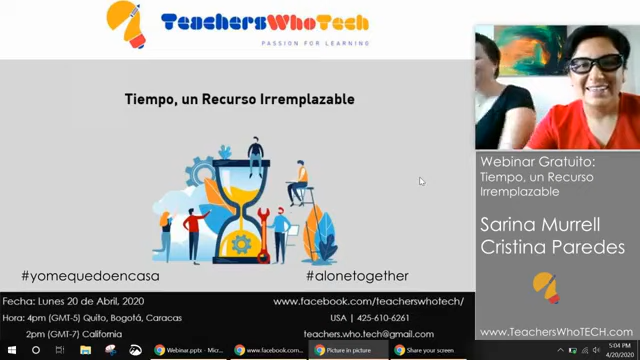 TeachersWhoTech
PASSION FOR LEARNING
Tiempo, un Recurso Irremplazable
#yomequedoencasa
#alonetogether
Fecha: Lunes 20 de Abril, 2020
Hora: 4pm (GMT-5) Quito, Bogotá, Caracas
2pm (GMT-7) California
www.facebook.com/teacherswhotech/
USA | 425-610-6261
teachers.who.tech@gmail.com
Webinar Gratuito:
Tiempo, un Recurso
Irremplazable
Sarina Murrell
Cristina Paredes
www.TeachersWhoTECH.com
Webinar.pptx - Micr...
www.facebook.com...
Picture in picture
Share your screen
5:04 PM
4/20/2020